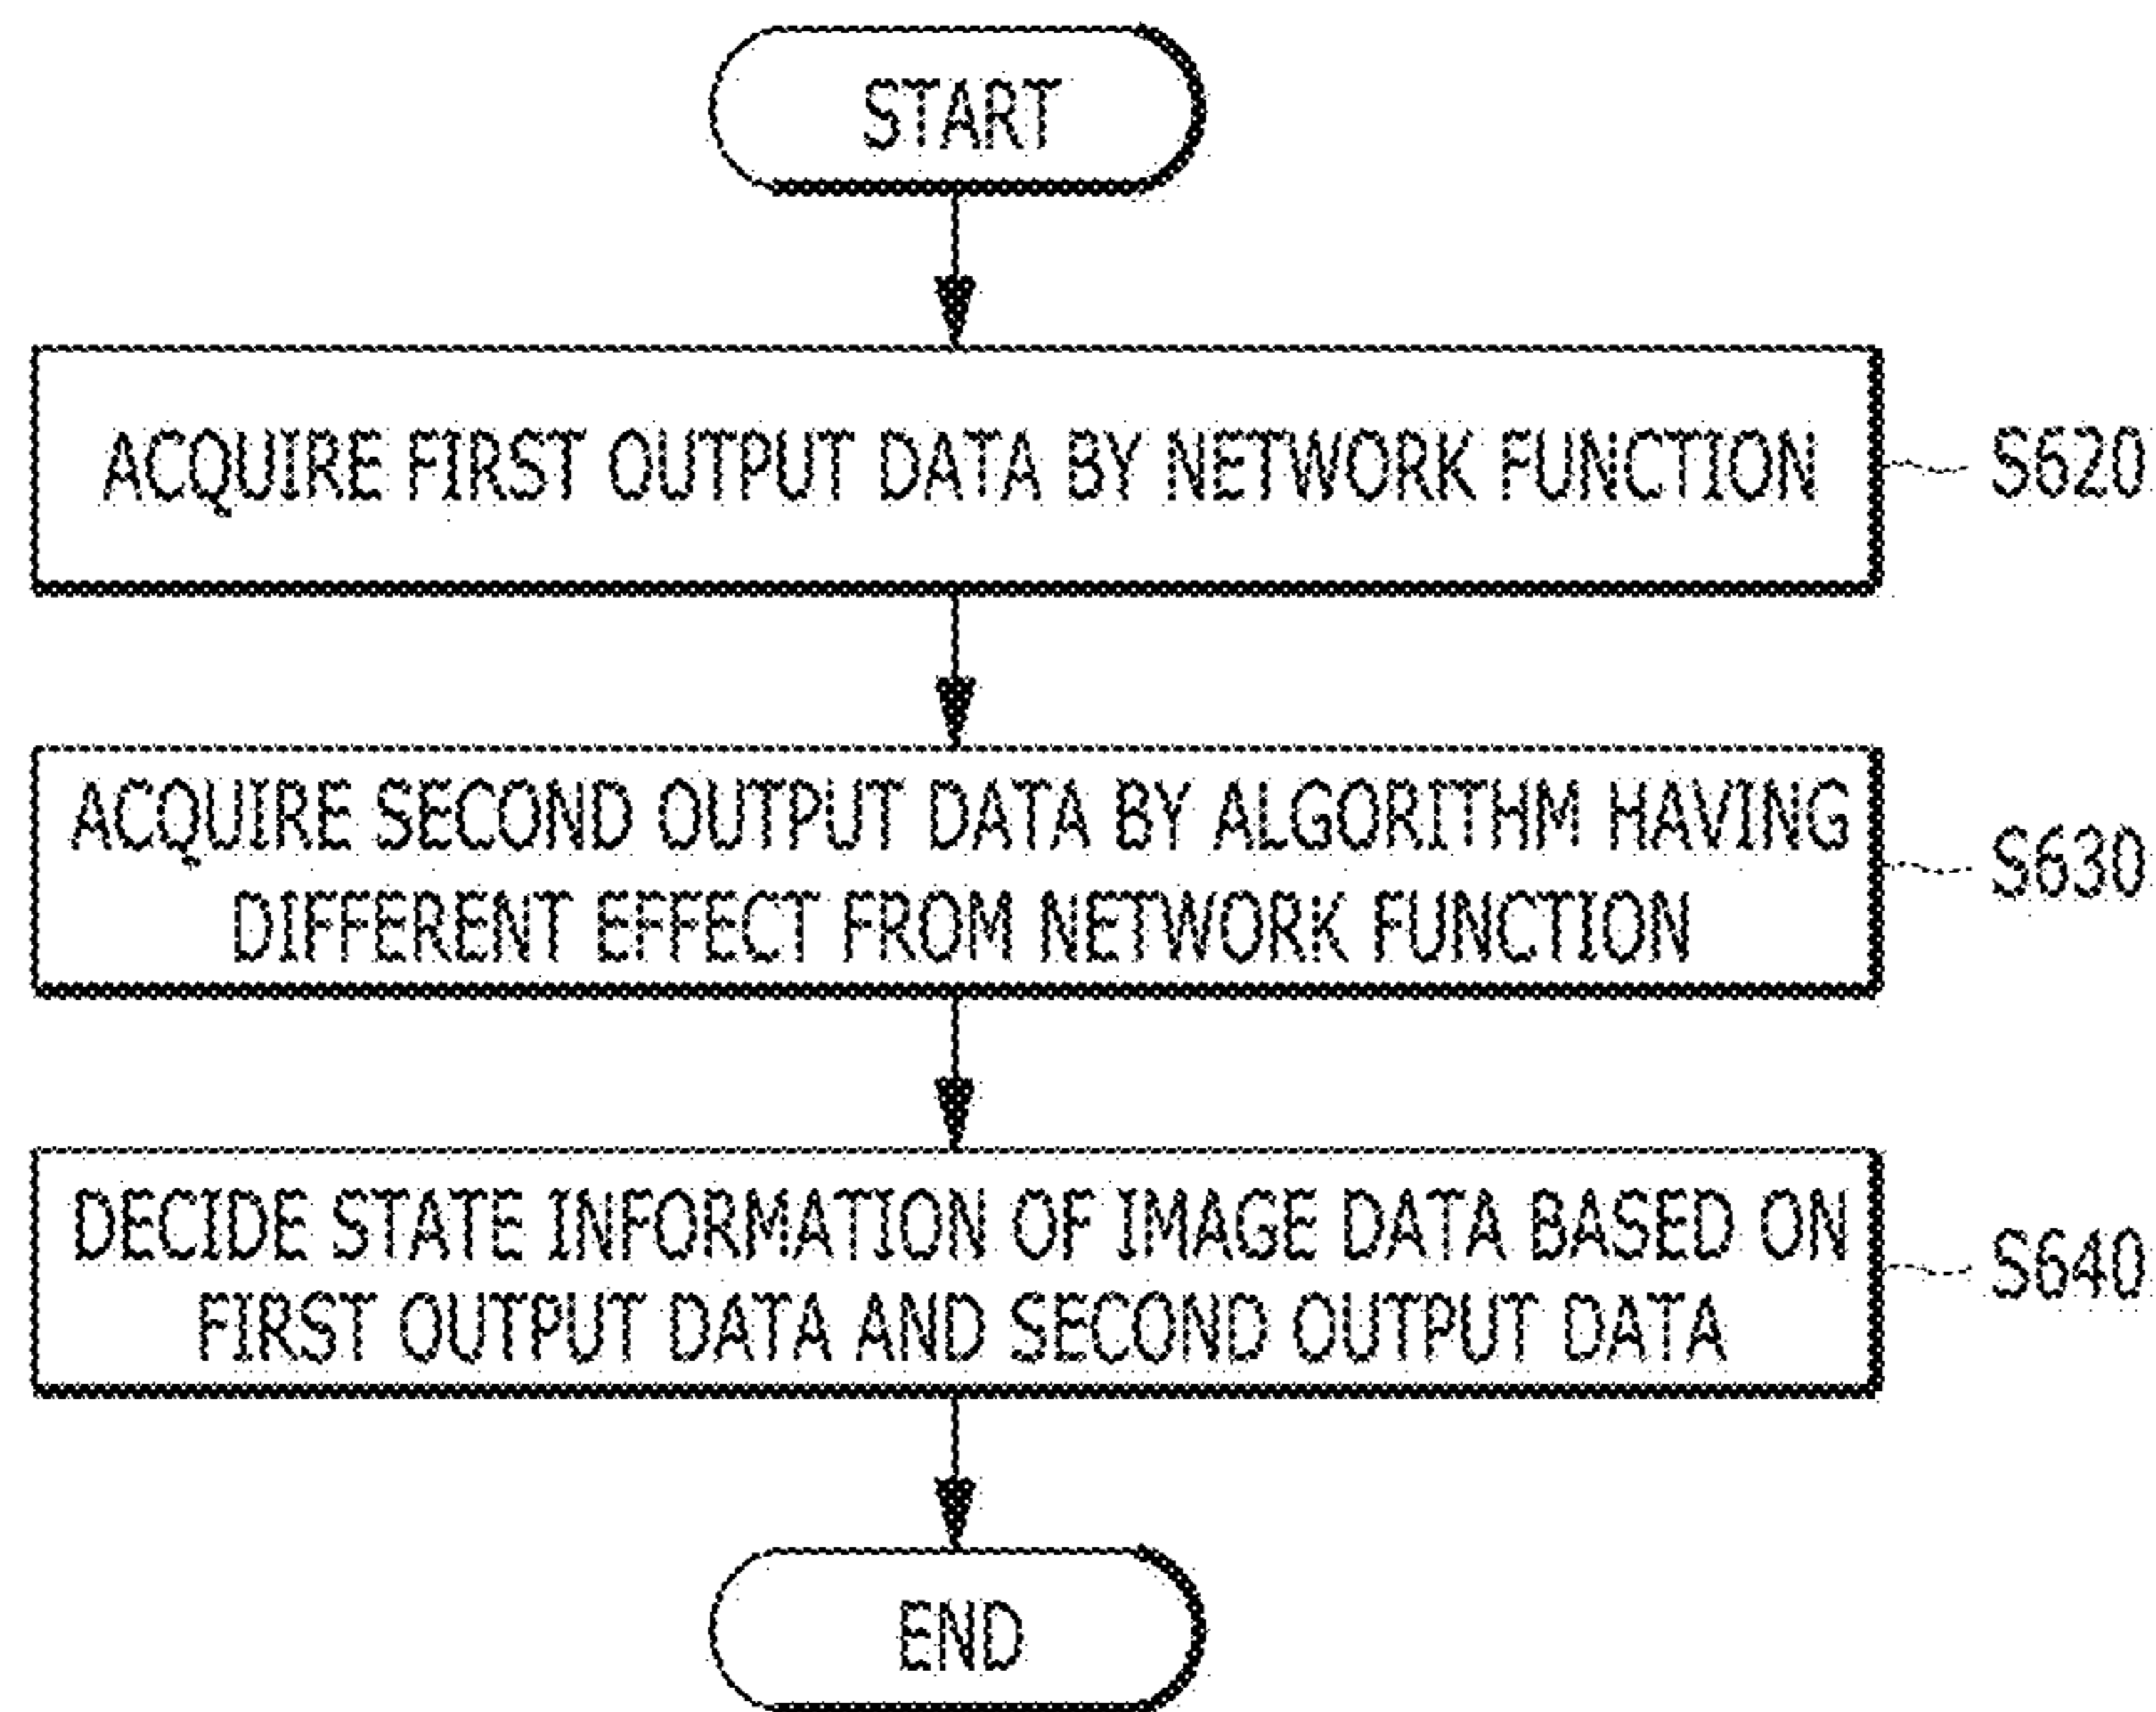 START
ACQUIRE FIRST OUTPUT DATA BY NETWORK FUNCTION
S620
ACQUIRE SECOND OUTPUT DATA BY ALGORITHM HAVING
DIFFERENT EFFECT FROM NETWORK FUNCTION
S630
DECIDE STATE INFORMATION OF IMAGE DATA BASED ON
FIRST OUTPUT DATA AND SECOND OUTPUT DATA
S640
END